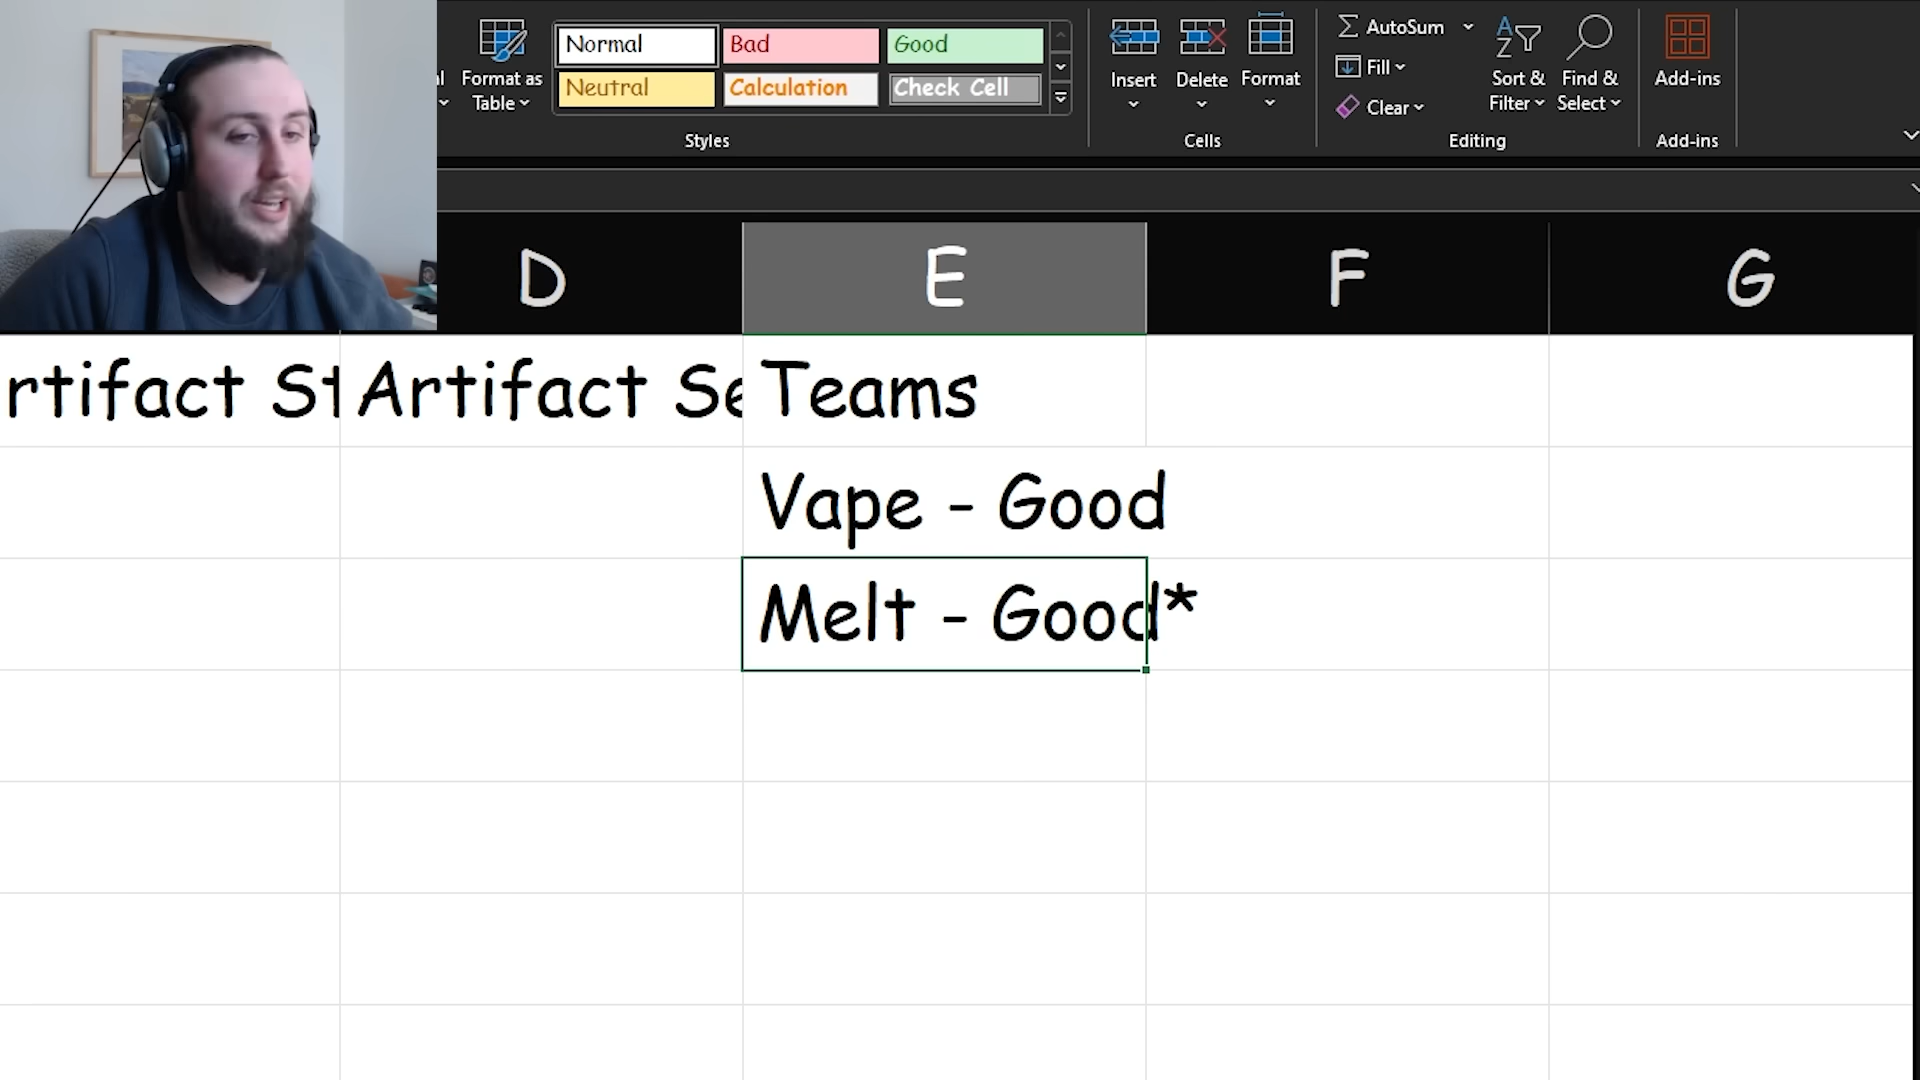 Format as
Table
Normal
Bad
Good
Neutral
Calculation
Check Cell
Styles
Insert
Delete
Format
Cells
AutoSum
Fill
Clear
Sort &
Filter
Find &
Select
Editing
Add-ins
Add-ins
D E F G
rtifact St Artifact Se Teams
Vape - Good
Melt - Good*